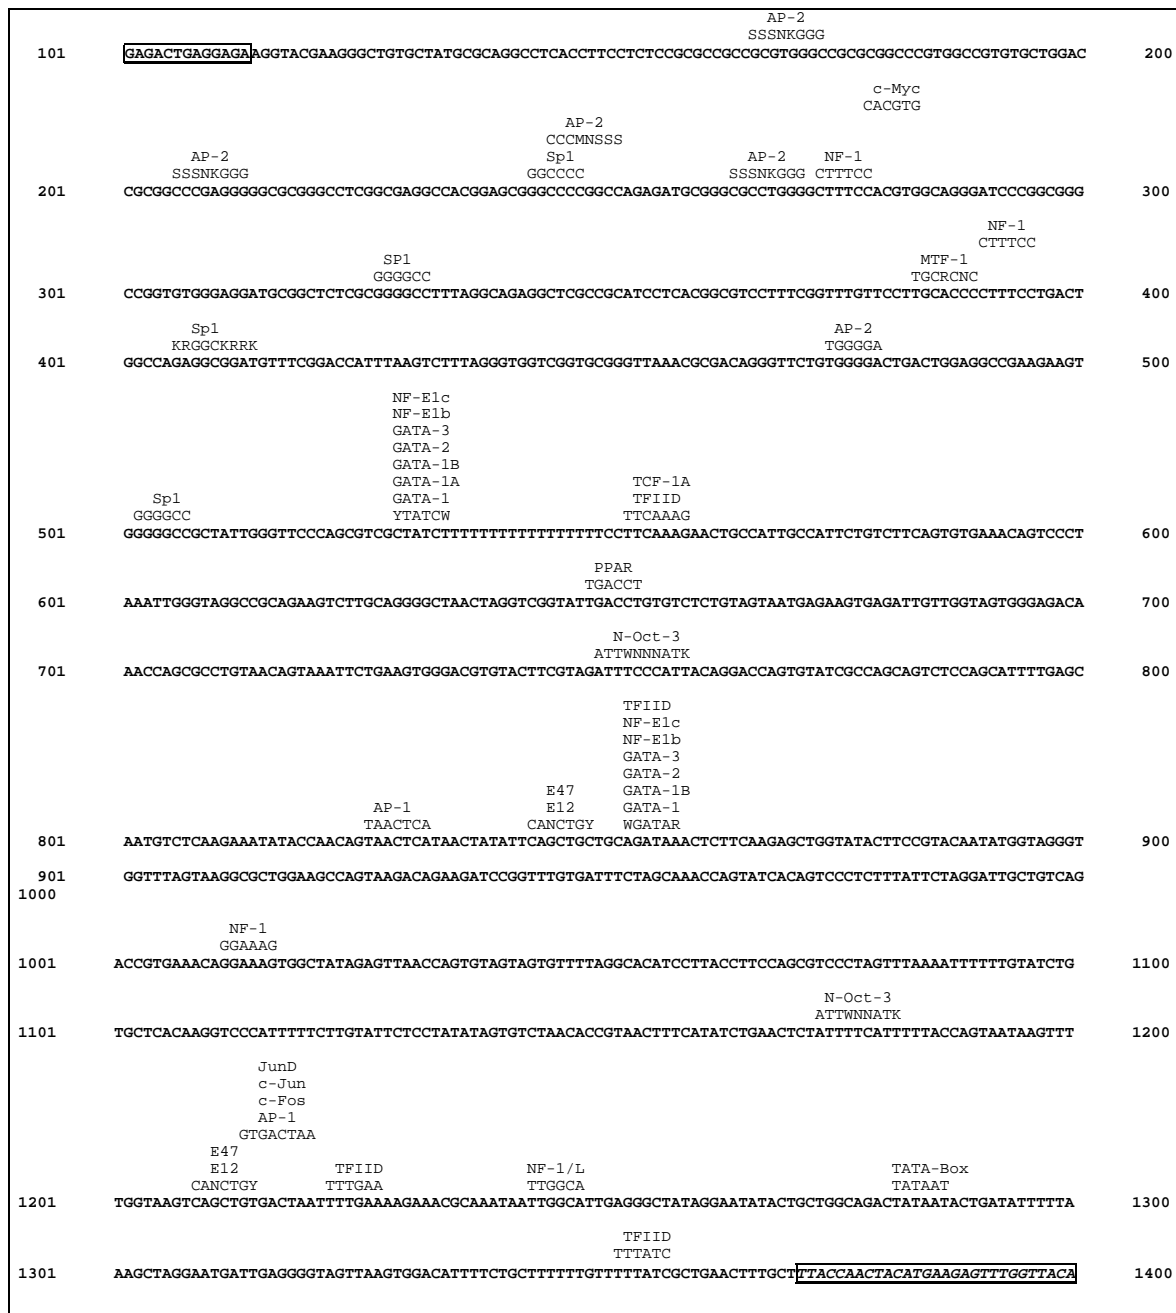 AP-2
SSSNKGGG
101 GAGACTGAGGAGAAGGTACGAAGGGCTGTGCTATGCGCAGGCCTCACCTTCCTCTCCGCGCCGCCGCGTGGGCCGCGCGGCCCGTGGCCGTGTGCTGGAC 200
c-Myc
CACGTG
AP-2
CCCMNSSS
AP-2 Sp1 AP-2 NF-1
SSSNKGGG GGCCCC SSSNKGGG CTTTCC
201 CGCGGCCCGAGGGGGCGCGGGCCTCGGCGAGGCCACGGAGCGGGCCCCGGCCAGAGATGCGGGCGCCTGGGGCTTTCCACGTGGCAGGGATCCCGGCGGG 300
NF-1
CTTTCC
SP1 MTF-1
GGGGCC TGCRCNC
301 CCGGTGTGGGAGGATGCGGCTCTCGCGGGGCCTTTAGGCAGAGGCTCGCCGCATCCTCACGGCGTCCTTTCGGTTTGTTCCTTGCACCCCTTTCCTGACT 400
Sp1 AP-2
KRGGCKRRK TGGGGA
401 GGCCAGAGGCGGATGTTTCGGACCATTTAAGTCTTTAGGGTGGTCGGTGCGGGTTAAACGCGACAGGGTTCTGTGGGGACTGACTGGAGGCCGAAGAAGT 500
NF-E1c
NF-E1b
GATA-3
GATA-2
GATA-1B
GATA-1A TCF-1A
Sp1 GATA-1 TFIID
GGGGCC YTATCW TTCAAAG
501 GGGGGCCGCTATTGGGTTCCCAGCGTCGCTATCTTTTTTTTTTTTTTTTTTCCTTCAAAGAACTGCCATTGCCATTCTGTCTTCAGTGTGAAACAGTCCCT 600
PPAR
TGACCT
601 AAATTGGGTAGGCCGCAGAAGTCTTGCAGGGGCTAACTAGGTCGGTATTGACCTGTGTCTCTGTAGTAATGAGAAGTGAGATTGTTGGTAGTGGGAGACA 700
N-Oct-3
ATTWNNNATK
701 AACCAGCGCCTGTAACAGTAAATTCTGAAGTGGGACGTGTACTTCGTAGATTTCCCATTACAGGACCAGTGTATCGCCAGCAGTCTCCAGCATTTTGAGC 800
TFIID
NF-E1c
NF-E1b
GATA-3
GATA-2
E47 GATA-1B
AP-1 E12 GATA-1
TAACTCA CANCTGY WGATAR
801 AATGTCTCAAGAAATATACCAACAGTAACTCATAACTATATTCAGCTGCTGCAGATAAACTCTTCAAGAGCTGGTATACTTCCGTACAATATGGTAGGGT 900
901 GGTTTAGTAAGGCGCTGGAAGCCAGTAAGACAGAAGATCCGGTTTGTGATTTCTAGCAAACCAGTATCACAGTCCCTCTTTATTCTAGGATTGCTGTCAG
1000
NF-1
GGAAAG
1001 ACCGTGAAACAGGAAAGTGGCTATAGAGTTAACCAGTGTAGTAGTGTTTTAGGCACATCCTTACCTTCCAGCGTCCCTAGTTTAAAATTTTTTGTATCTG 1100
N-Oct-3
ATTWNNATK
1101 TGCTCACAAGGTCCCATTTTTCTTGTATTCTCCTATATAGTGTCTAACACCGTAACTTTCATATCTGAACTCTATTTTCATTTTTACCAGTAATAAGTTT 1200
JunD
c-Jun
c-Fos
AP-1
GTGACTAA
E47
E12 TFIID NF-1/L TATA-Box
CANCTGY TTTGAA TTGGCA TATAAT
1201 TGGTAAGTCAGCTGTGACTAATTTTGAAAAGAAACGCAAATAATTGGCATTGAGGGCTATAGGAATATACTGCTGGCAGACTATAATACTGATATTTTTA 1300
TFIID
TTTATC
1301 AAGCTAGGAATGATTGAGGGGTAGTTAAGTGGACATTTTCTGCTTTTTTGTTTTTATCGCTGAACTTTGCTTTACCAACTACATGAAGAGTTTGGTTACA 1400